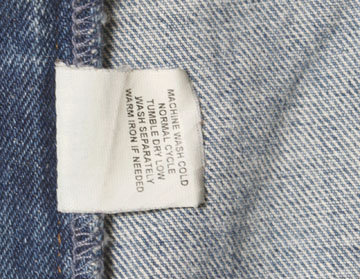 MACHINE WASH COLD
NORMAL CYCLE
TUMBLE DRY LOW
WASH SEPARATELY
WARM IRON IF NEEDED